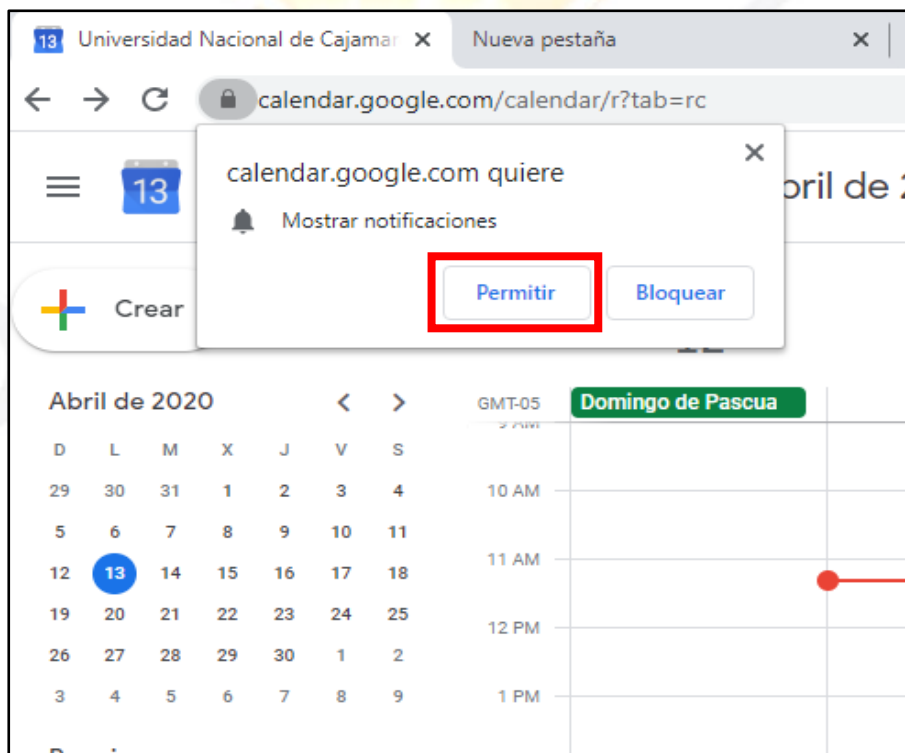 13 Universidad Nacional de Cajamar
Nueva pestaña
calendar.google.com/calendar/r?tab=rc
13
calendar.google.com quiere
Mostrar notificaciones
Permitir Bloquear
Crear
Abril de 2020
D L M X J V S
29 30 31 1 2 3 4
5 6 7 8 9 10 11
12 13 14 15 16 17 18
19 20 21 22 23 24 25
26 27 28 29 30 1 2
3 4 5 6 7 8 9
GMT-05 Domingo de Pascua
10 AM
11 AM
12 PM
1 PM